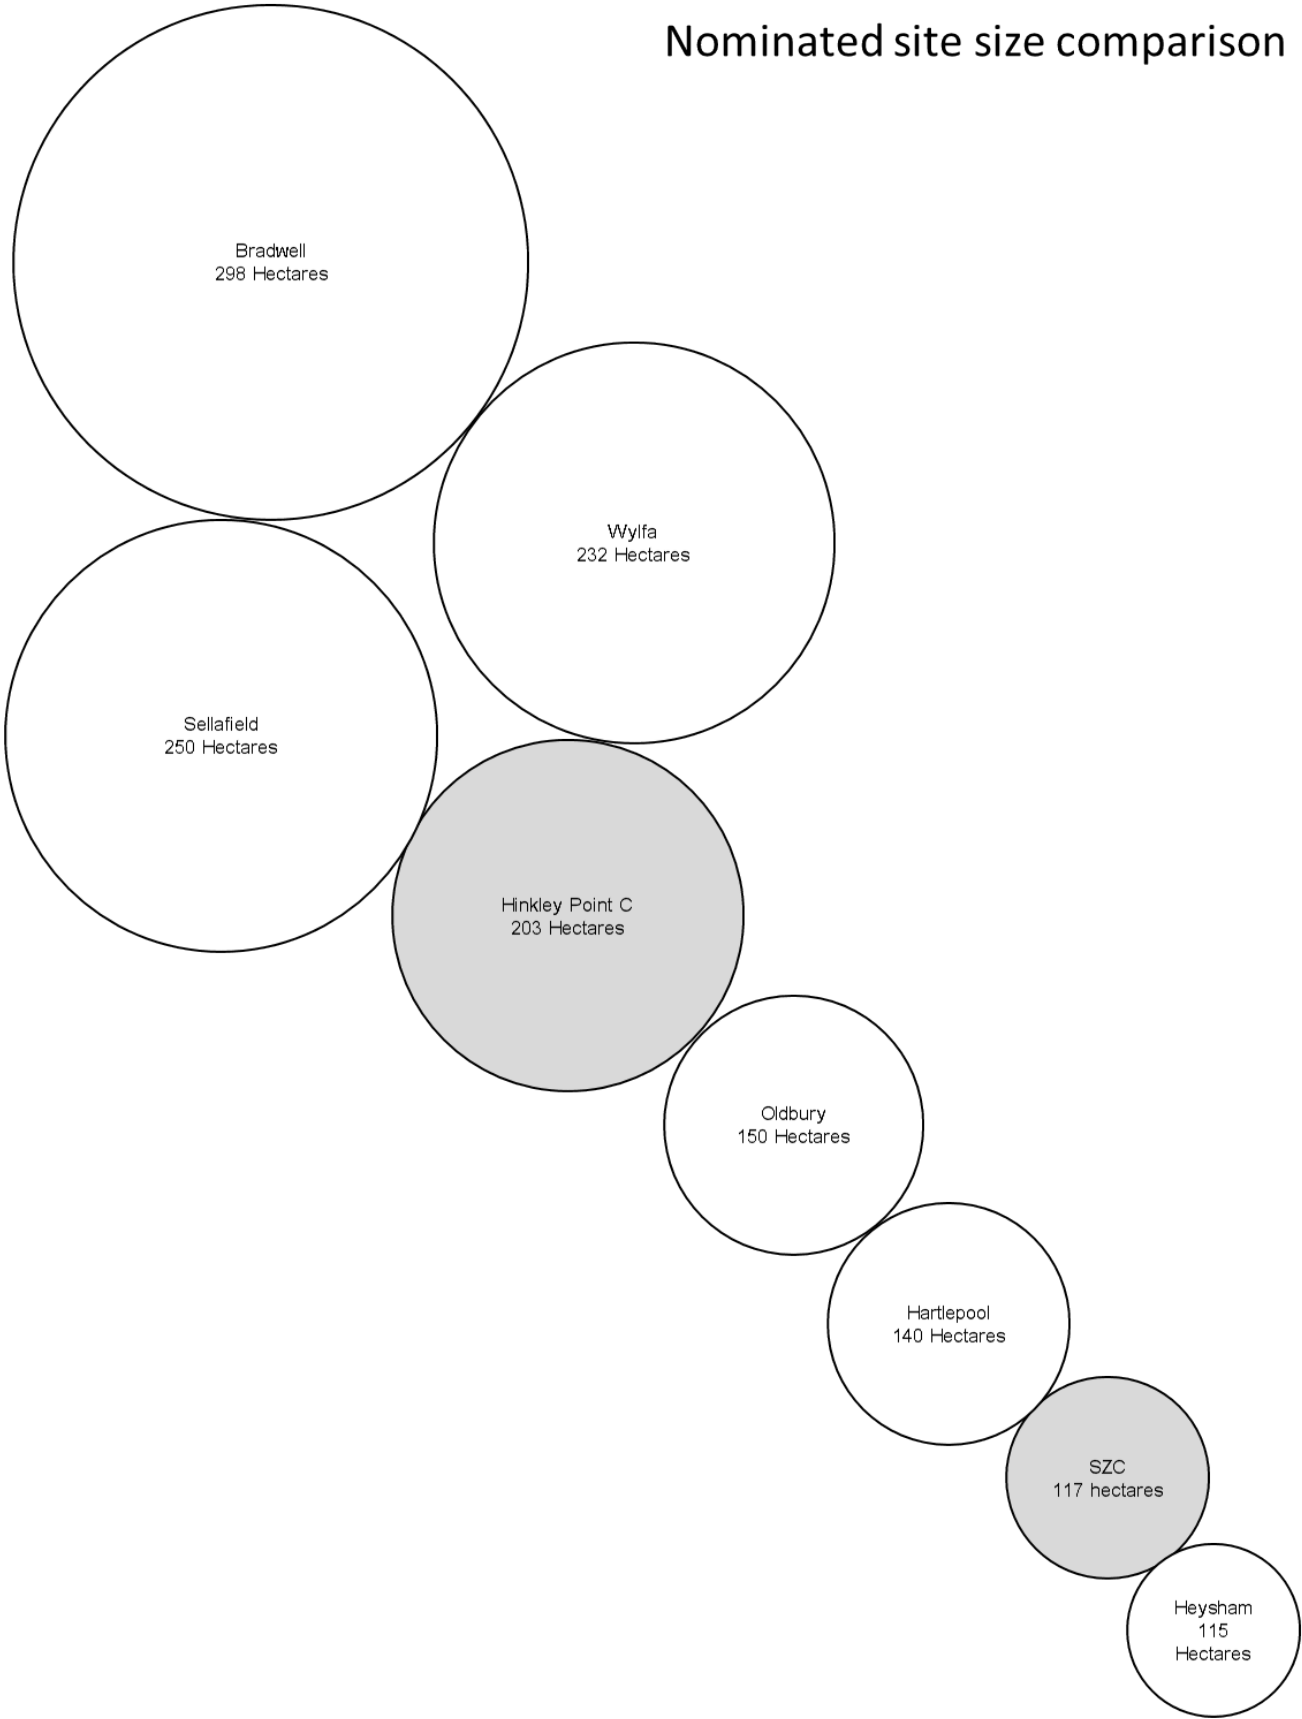 Nominated site size comparison
Bradwell
298 Hectares
Wylfa
232 Hectares
Sellafield
250 Hectares
Hinkley Point C
203 Hectares
Oldbury
150 Hectares
Hartlepool
140 Hectares
SZC
117 hectares
Heysham
115
Hectares